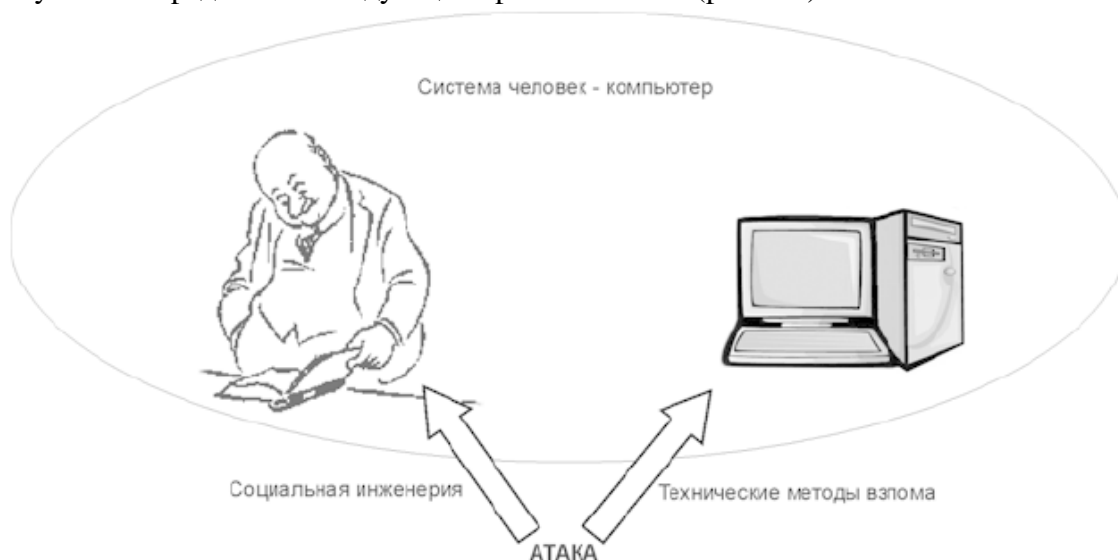 Система человек - компьютер
Социальная инженерия
Технические методы взлома
АТАКА